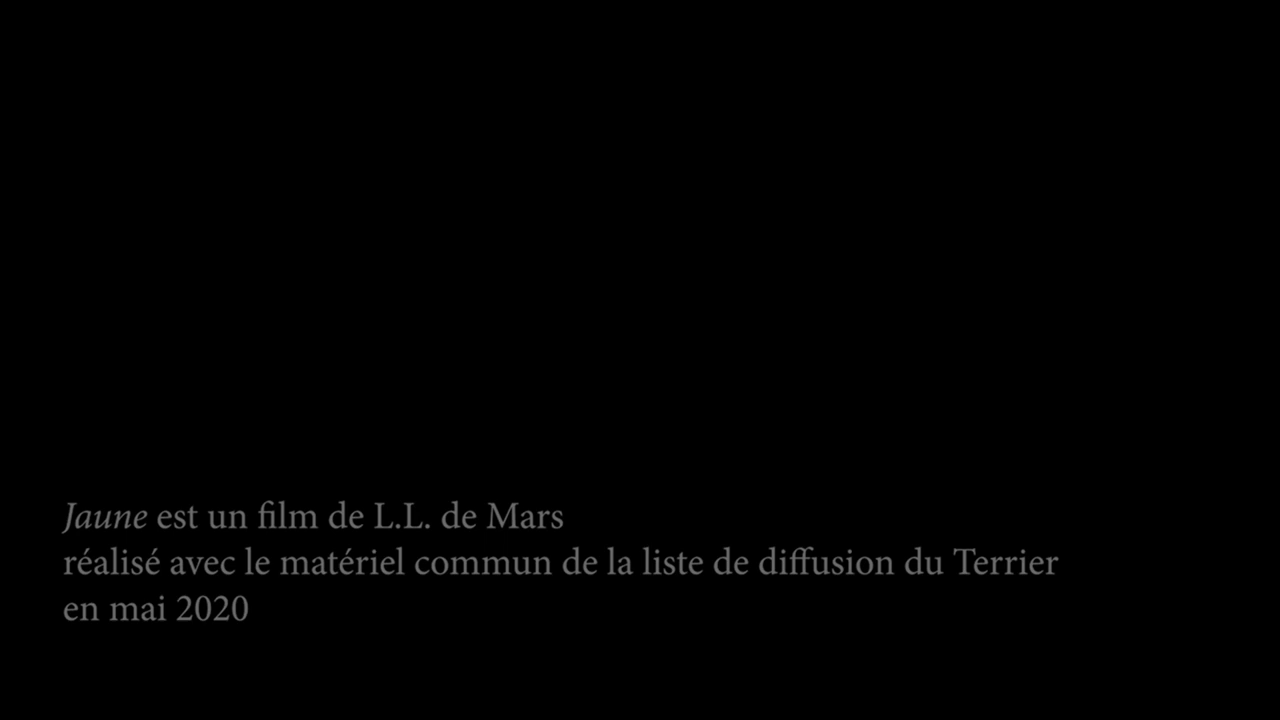 Jaune est un film de L.L. de Mars
réalisé avec le matériel commun de la liste de diffusion du Terrier
en mai 2020